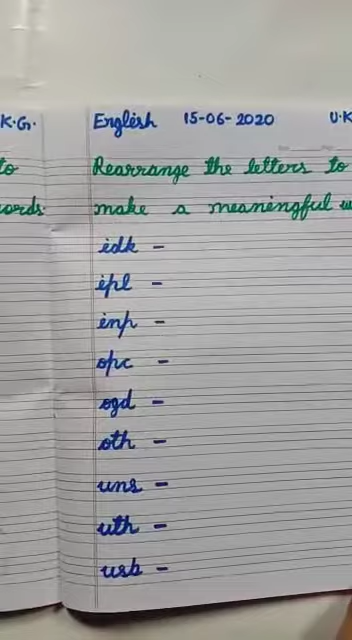 K.G. English 15-06-2020 U.K
to Rearrange the letters to
words. make a meaningful w
idk -
ipl -
inp -
opc -
ogd -
oth -
uns -
uth -
usb -